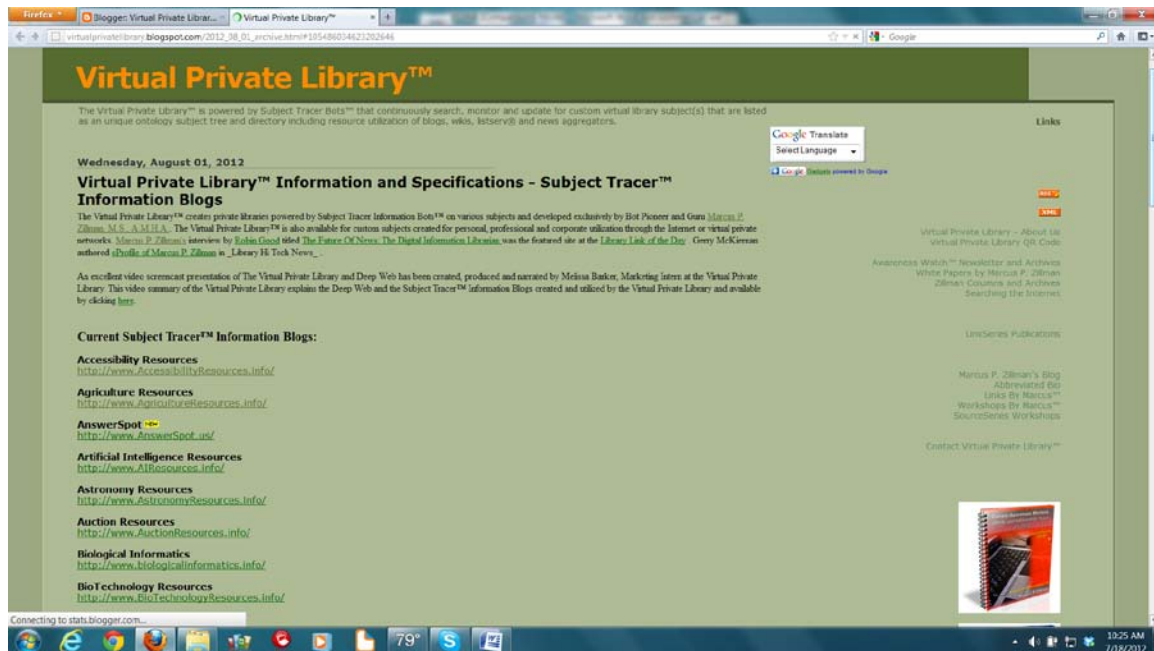 Firefox
Blogger: Virtual Private Librar...
Virtual Private Library™
virtualprivatelibrary.blogspot.com/2012_08_01_archive.html#105486034623202646
Google
Virtual Private Library™
The Virtual Private Library™ is powered by Subject Tracer Bots™ that continuously search, monitor and update for custom virtual library subject(s) that are listed
as an unique ontology subject tree and directory including resource utilization of blogs, wikis, listserv® and news aggregators.
Links
Google Translate
Select Language
Google Gadgets powered by Google
Wednesday, August 01, 2012
Virtual Private Library™ Information and Specifications - Subject Tracer™
Information Blogs
The Virtual Private Library™ creates private libraries powered by Subject Tracer Information Bots™ on various subjects and developed exclusively by Bot Pioneer and Guru Marcus P.
Zillman, M.S., A.M.H.A.. The Virtual Private Library™ is also available for custom subjects created for personal, professional and corporate utilization through the Internet or virtual private
networks. Marcus P. Zillman's interview by Robin Good titled The Future Of News: The Digital Information Librarian was the featured site at the Library Link of the Day. Gerry McKiernan
authored eProfile of Marcus P. Zillman in _Library Hi Tech News_ .
As excellent video screencast presentation of The Virtual Private Library and Deep Web has been created, produced and narrated by Melissa Barker, Marketing Intern at the Virtual Private
Library. This video summary of the Virtual Private Library explains the Deep Web and the Subject Tracer™ Information Blogs created and utilized by the Virtual Private Library and available
by clicking here.
Current Subject Tracer™ Information Blogs:
Accessibility Resources
http://www.AccessibilityResources.info/
Agriculture Resources
http://www.AgricultureResources.info/
AnswerSpot
http://www.AnswerSpot.us/
Artificial Intelligence Resources
http://www.AIResources.info/
Astronomy Resources
http://www.AstronomyResources.info/
Auction Resources
http://www.AuctionResources.info/
Biological Informatics
http://www.biologicalinformatics.info/
BioTechnology Resources
http://www.BioTechnologyResources.info/
XML
Virtual Private Library - About Us
Virtual Private Library QR Code
Awareness Watch™ Newsletter and Archives
White Papers by Marcus P. Zillman
Zillman Columns and Archives
Searching the Internet
LinkSeries Publications
Marcus P. Zillman's Blog
Abbreviated Bio
Links By Marcus™
Workshops By Marcus™
SourceSeries Workshops
Contact Virtual Private Library™
Connecting to stats.blogger.com...
79°
10:25 AM
7/18/2012